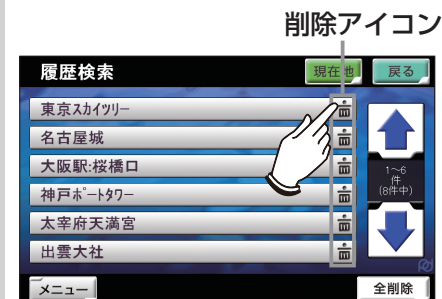 削除アイコン
履歴検索 現在地 戻る
東京スカイツリー
名古屋城
大阪駅:桜橋口
神戸ポートタワー
太宰府天満宮
出雲大社
1～6
件
(8件中)
メニュー 全削除